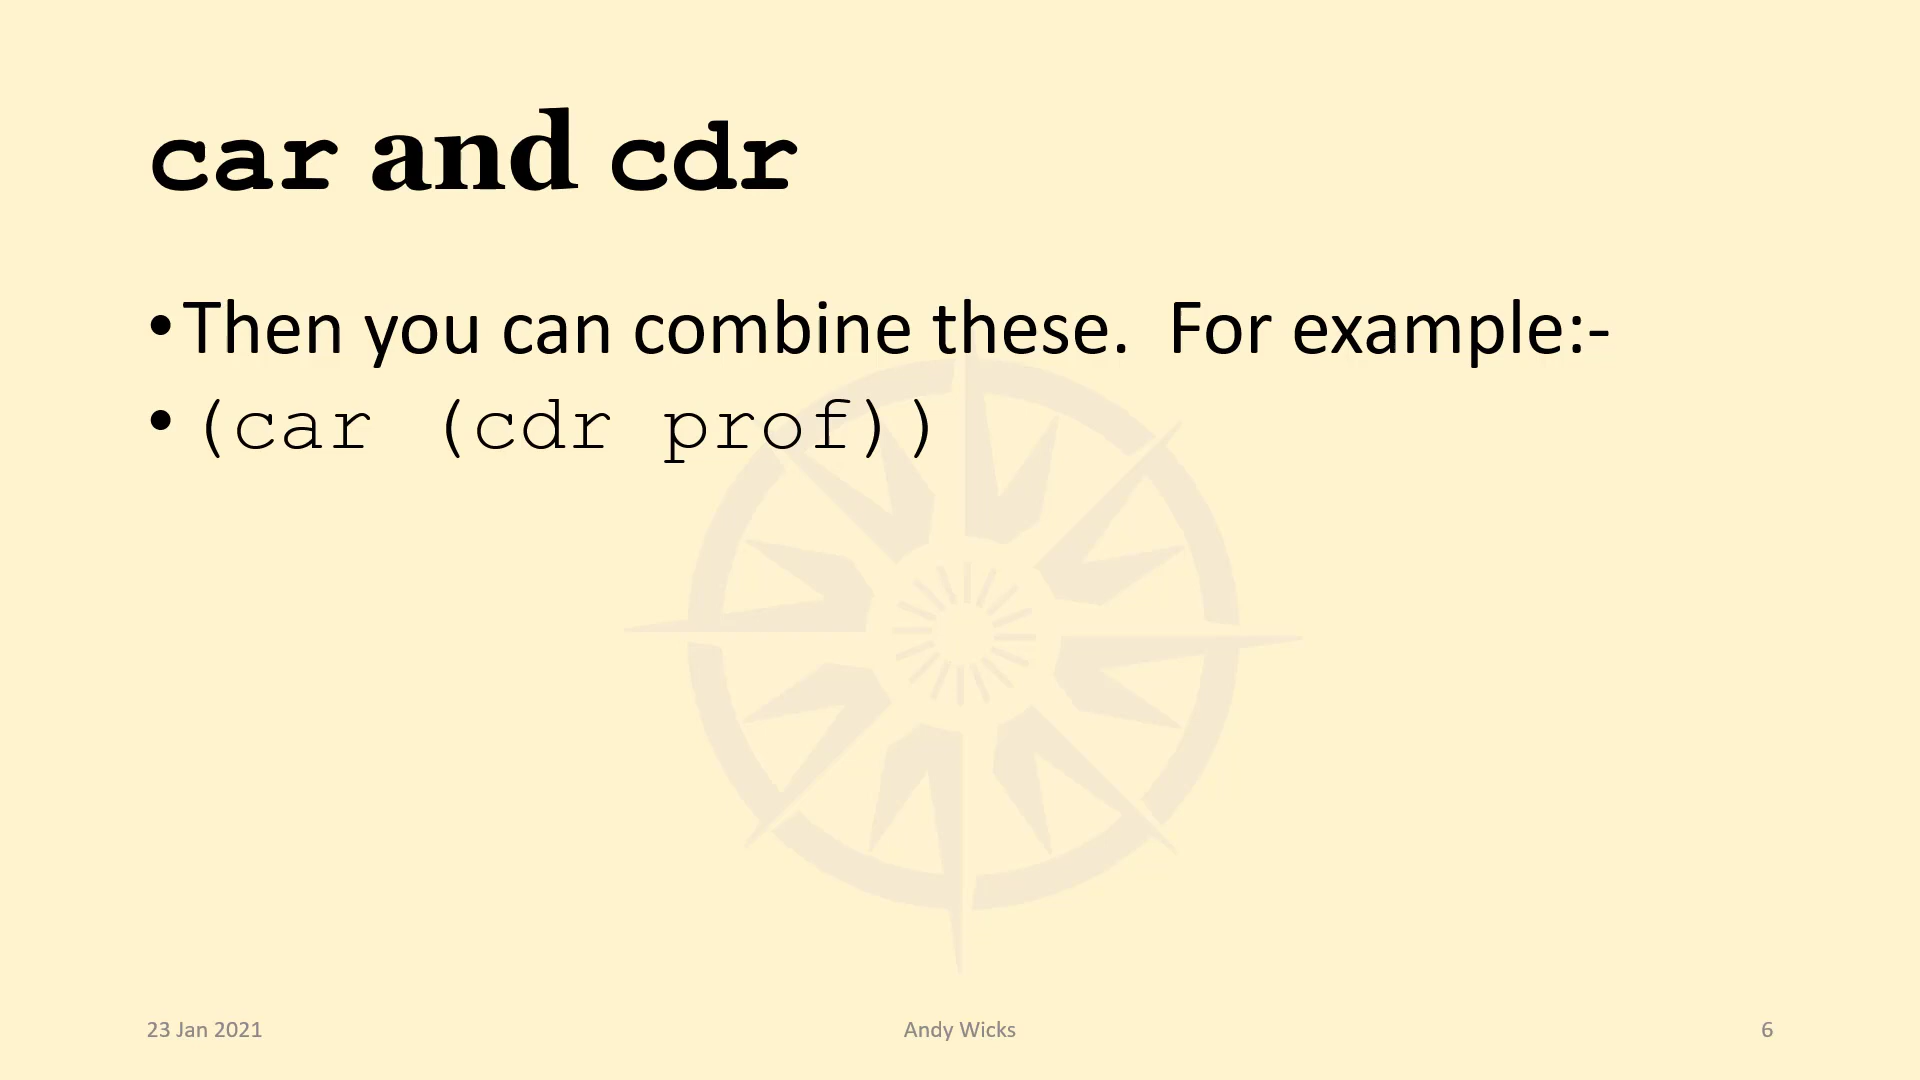 car and cdr
•Then you can combine these.  For example:-
•(car (cdr prof))
23 Jan 2021
Andy Wicks
6